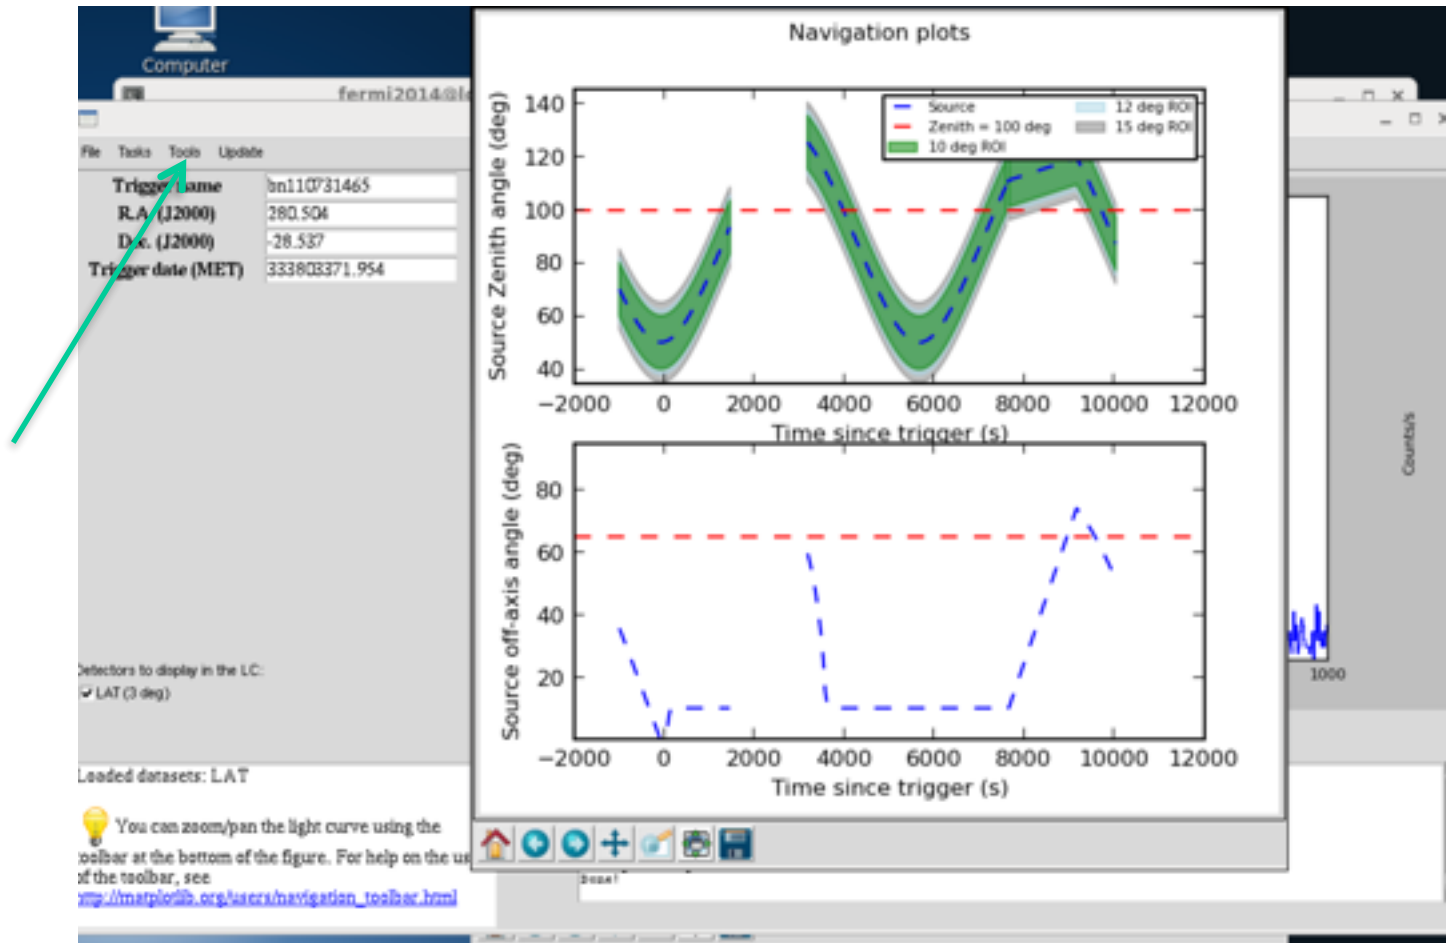 Computer
fermi2014@l
File Tasks Tools Update
Trigger name bn110731465
R.A. (J2000) 280.504
Dec. (J2000) -28.537
Trigger date (MET) 333803371.954
Detectors to display in the LC:
LAT (3 deg)
Loaded datasets: LAT
You can zoom/pan the light curve using the
toolbar at the bottom of the figure. For help on the us
of the toolbar, see
http://matplotlib.org/users/navigation_toolbar.html
Navigation plots
Source Zenith angle (deg)
140
120
100
80
60
40
Source
Zenith = 100 deg
10 deg ROI
12 deg ROI
15 deg ROI
−2000 0 2000 4000 6000 8000 10000 12000
Time since trigger (s)
Source off-axis angle (deg)
80
60
40
20
−2000 0 2000 4000 6000 8000 10000 12000
Time since trigger (s)
Counts/s
1000
Done!